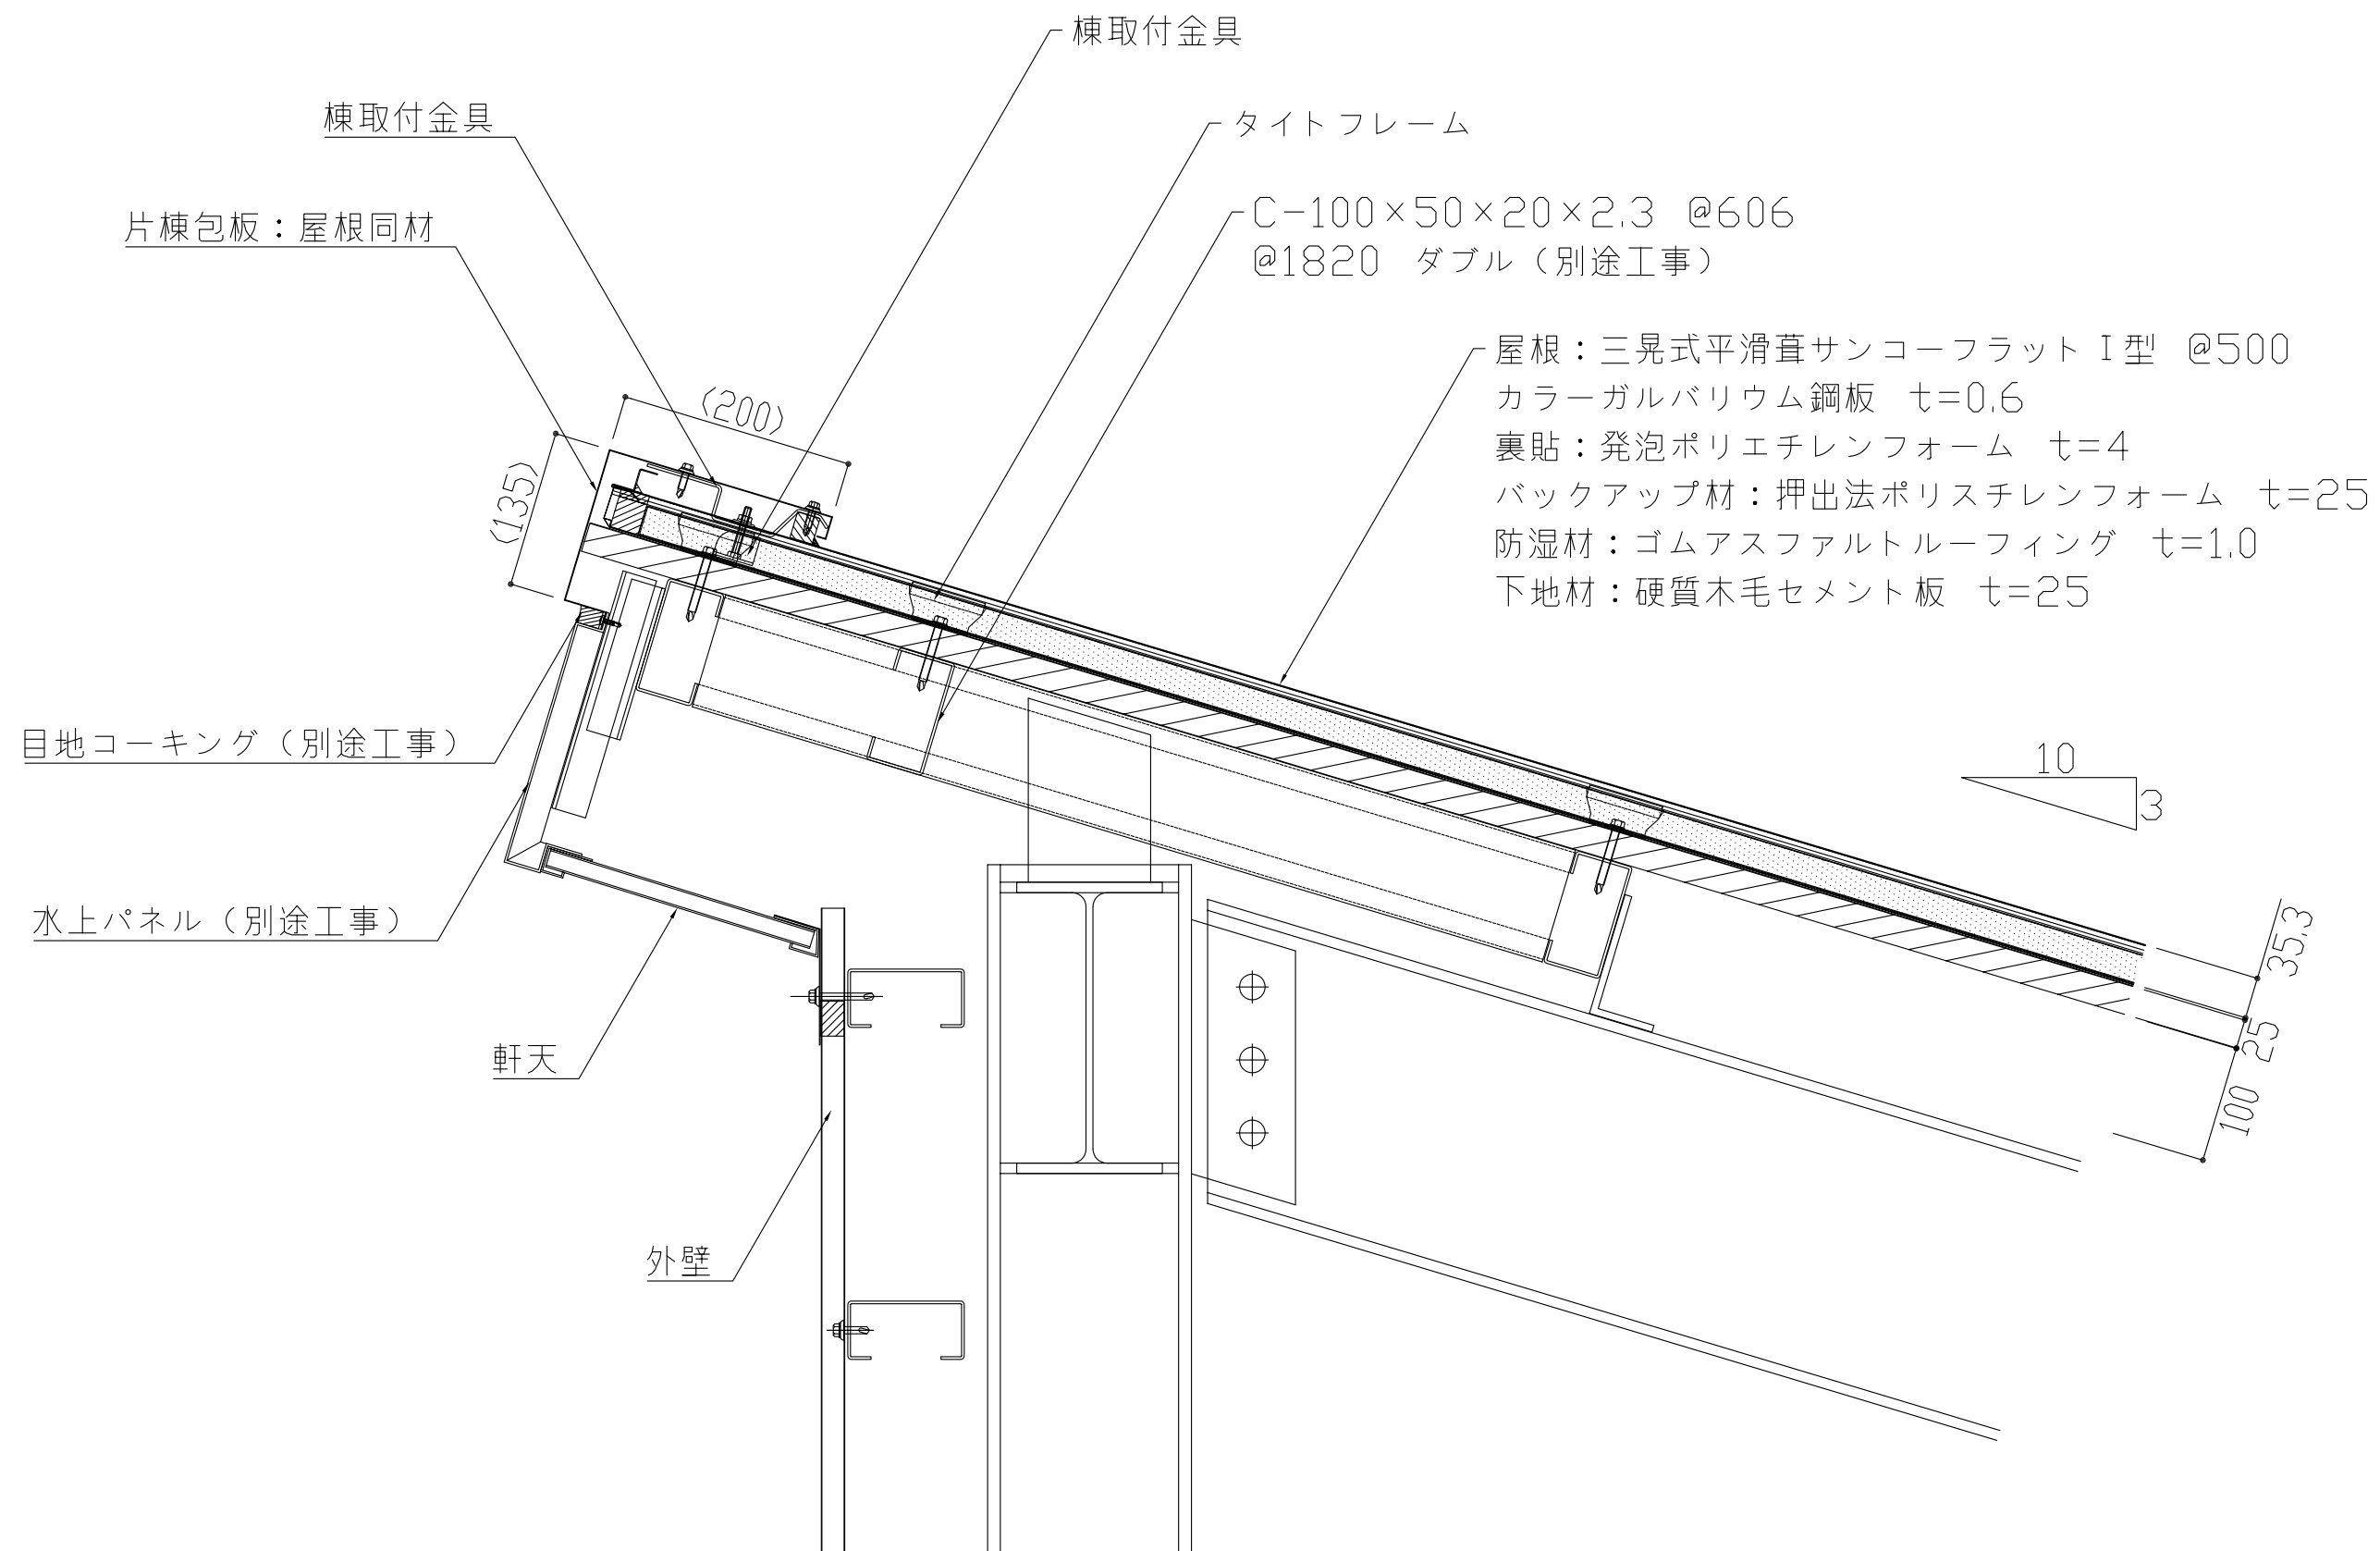 棟取付金具
棟取付金具
タイトフレーム
片棟包板：屋根同材
C-100×50×20×2.3 @606
@1820 ダブル（別途工事）
屋根：三晃式平滑葺サンコーフラットⅠ型 @500
カラーガルバリウム鋼板 t=0.6
裏貼：発泡ポリエチレンフォーム t=4
バックアップ材：押出法ポリスチレンフォーム t=25
防湿材：ゴムアスファルトルーフィング t=1.0
下地材：硬質木毛セメント板 t=25
(200)
(135)
目地コーキング（別途工事）
10
3
水上パネル（別途工事）
35.3
25
100
軒天
外壁